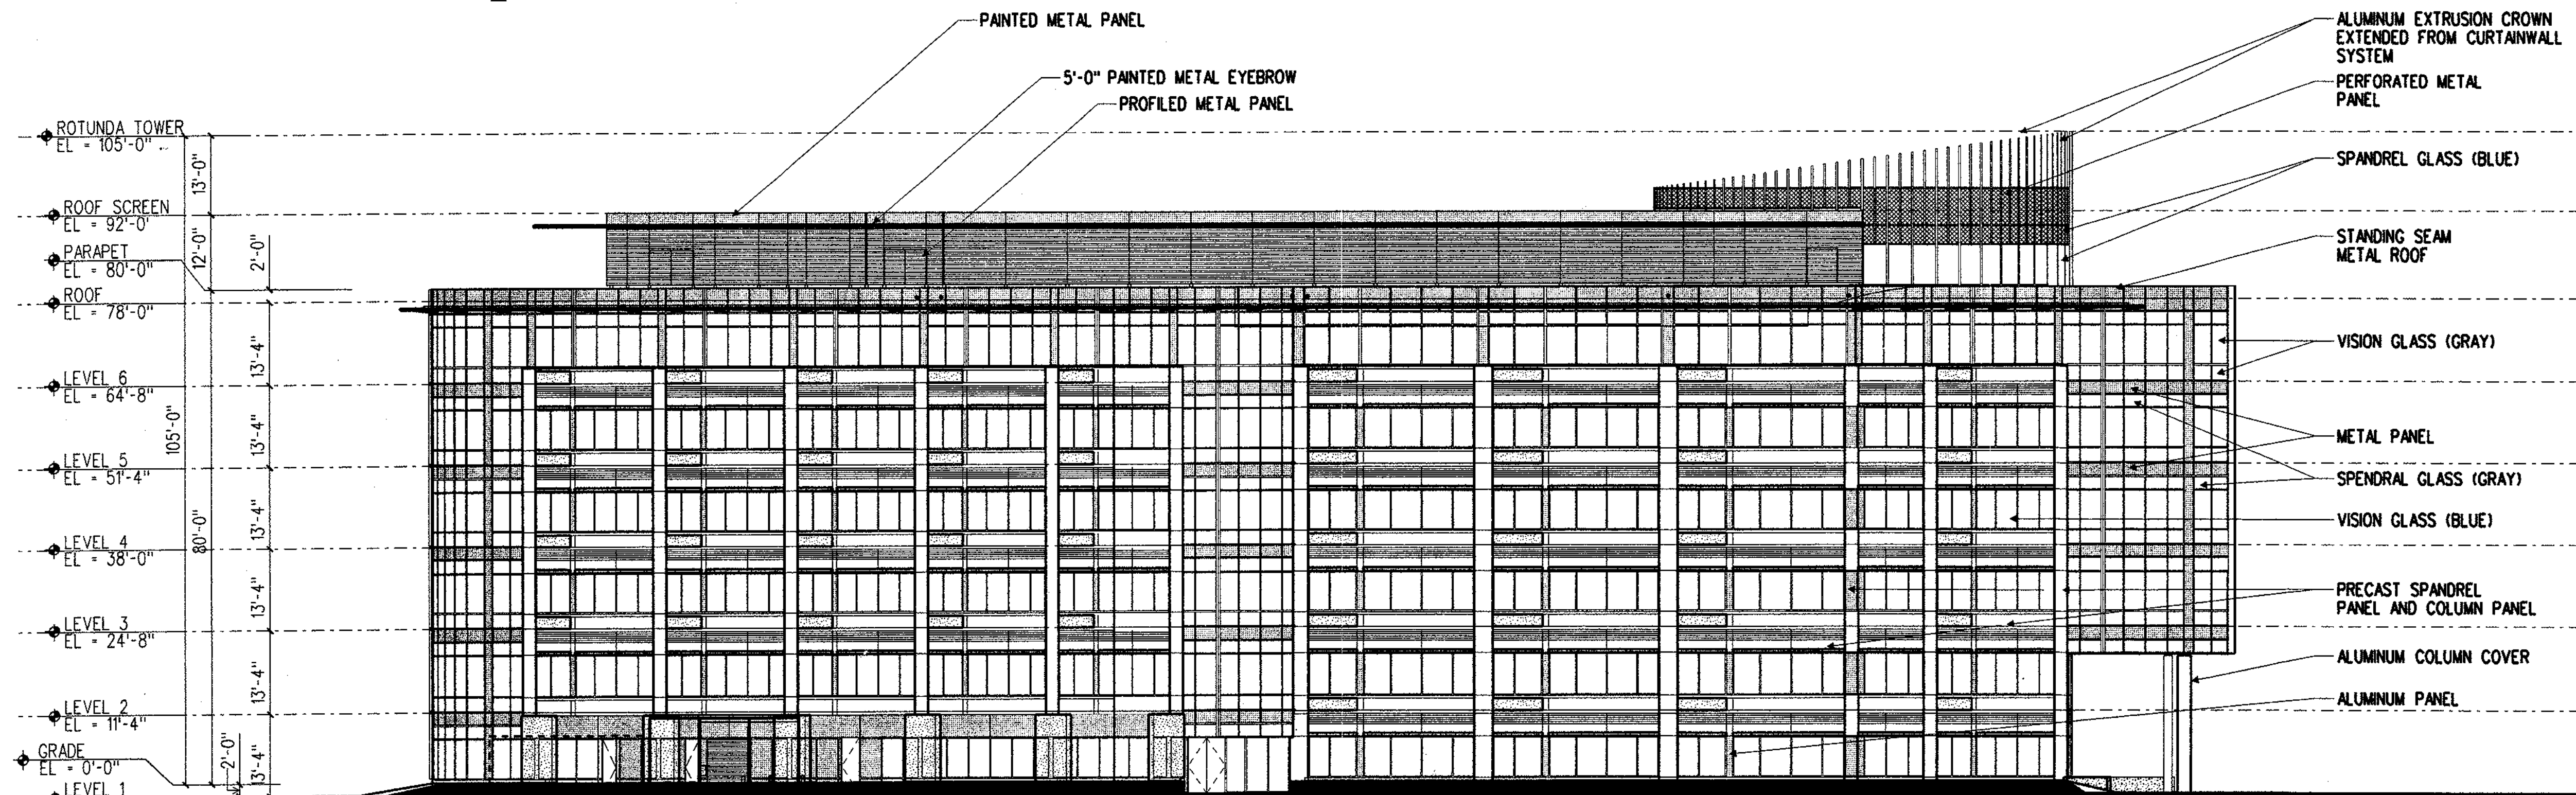 PAINTED METAL PANEL
5'-0" PAINTED METAL EYEBROW
PROFILED METAL PANEL
ALUMINUM EXTRUSION CROWN
EXTENDED FROM CURTAINWALL
SYSTEM
PERFORATED METAL
PANEL
SPANDREL GLASS (BLUE)
STANDING SEAM
METAL ROOF
VISION GLASS (GRAY)
METAL PANEL
SPENDRAL GLASS (GRAY)
VISION GLASS (BLUE)
PRECAST SPANDREL
PANEL AND COLUMN PANEL
ALUMINUM COLUMN COVER
ALUMINUM PANEL
ROTUNDA TOWER
EL = 105'-0"
ROOF SCREEN
EL = 92'-0"
PARAPET
EL = 80'-0"
ROOF
EL = 78'-0"
LEVEL 6
EL = 64'-8"
LEVEL 5
EL = 51'-4"
LEVEL 4
EL = 38'-0"
LEVEL 3
EL = 24'-8"
LEVEL 2
EL = 11'-4"
GRADE
EL = 0'-0"
LEVEL 1
105'-0"
13'-0"
12'-0"
80'-0"
2'-0"
13'-4"
13'-4"
13'-4"
13'-4"
13'-4"
13'-4"
2'-0"